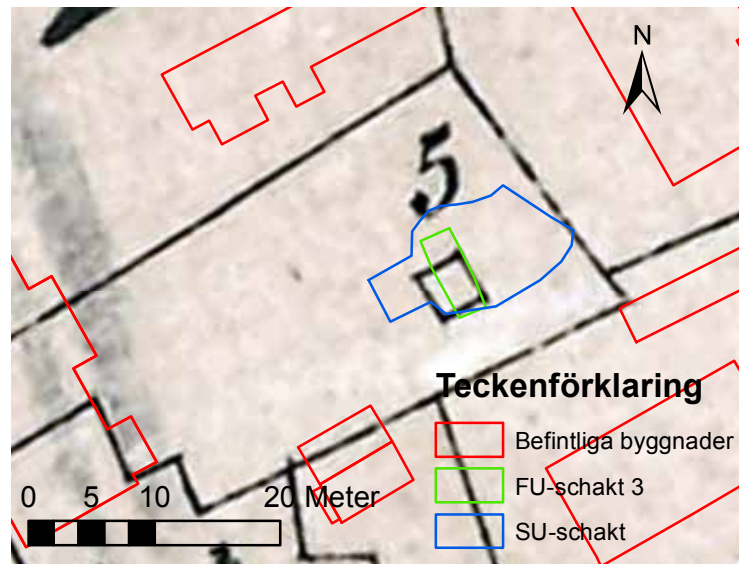 N
5
Teckenförklaring
Befintliga byggnader
FU-schakt 3
SU-schakt
0 5 10 20 Meter